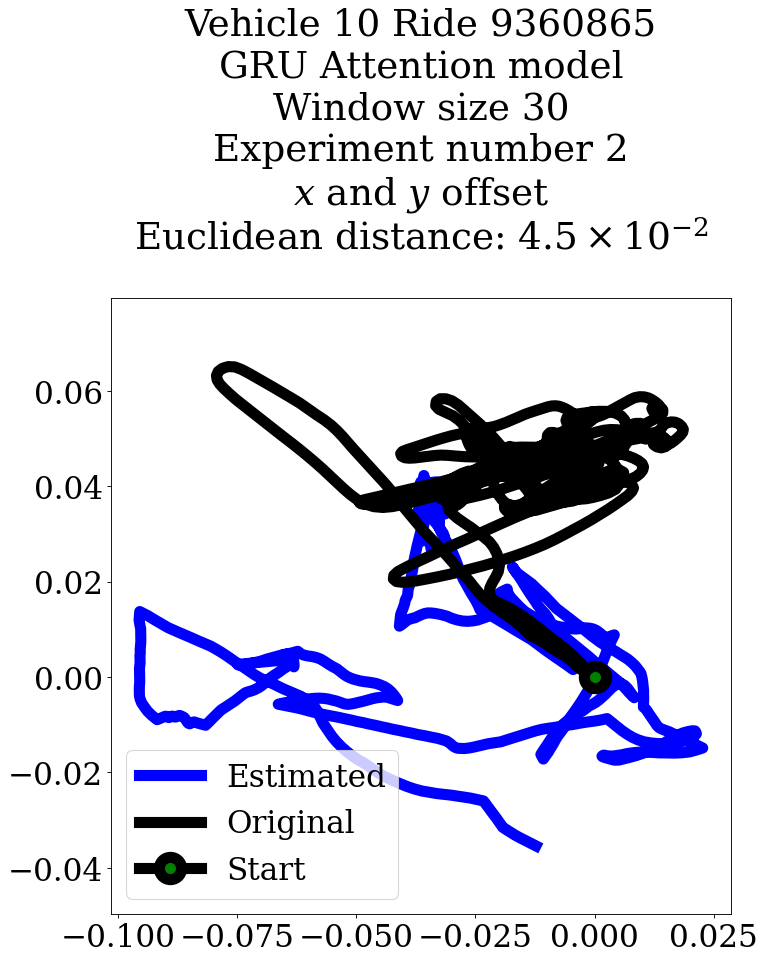 Vehicle 10 Ride 9360865
GRU Attention model
Window size 30
Experiment number 2
x and y offset
Euclidean distance: 4.5 × 10⁻²
0.06
0.04
0.02
0.00
−0.02
−0.04
Estimated
Original
Start
−0.100 −0.075 −0.050 −0.025 0.000 0.025